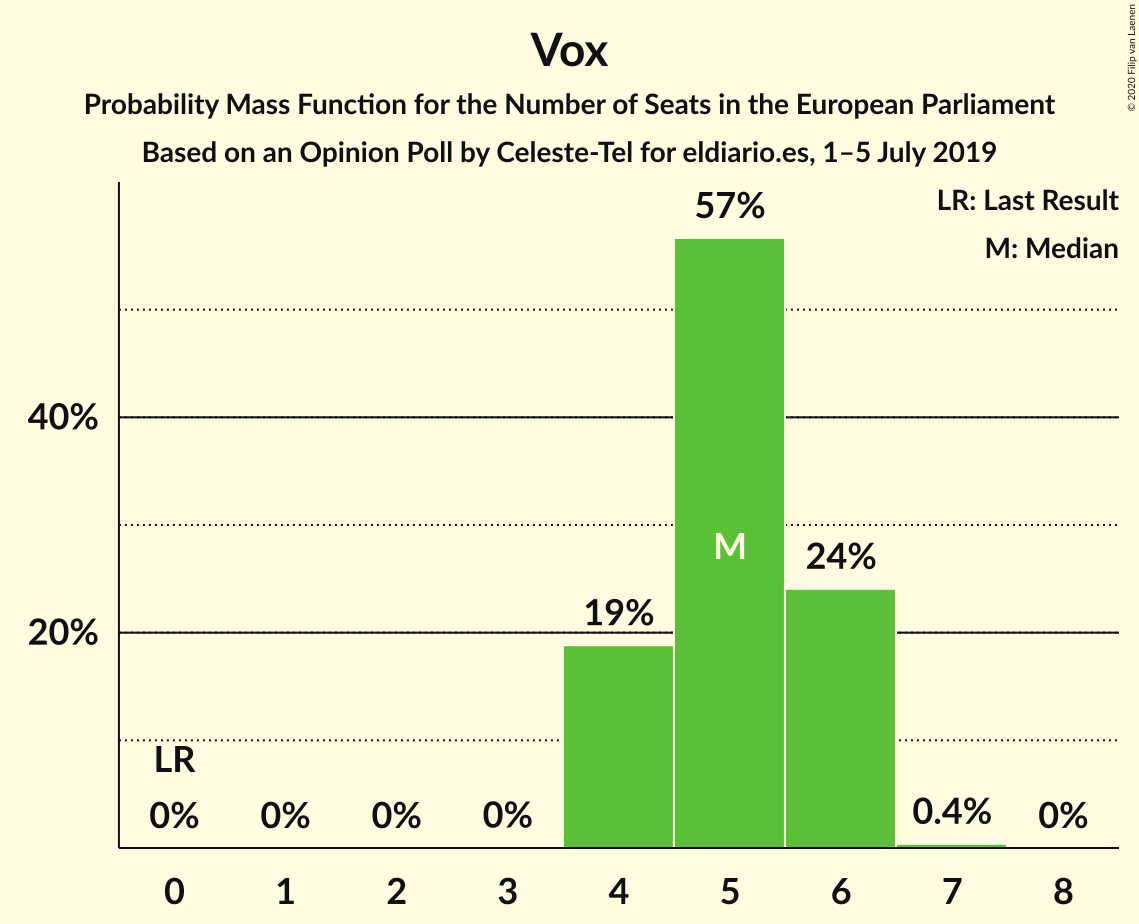 Vox
Probability Mass Function for the Number of Seats in the European Parliament
Based on an Opinion Poll by Celeste-Tel for eldiario.es, 1–5 July 2019
© 2020 Filip van Laenen
LR: Last Result
M: Median
57%
40%
M
24%
19%
20%
LR
0% 0% 0% 0% 0.4% 0%
0 1 2 3 4 5 6 7 8